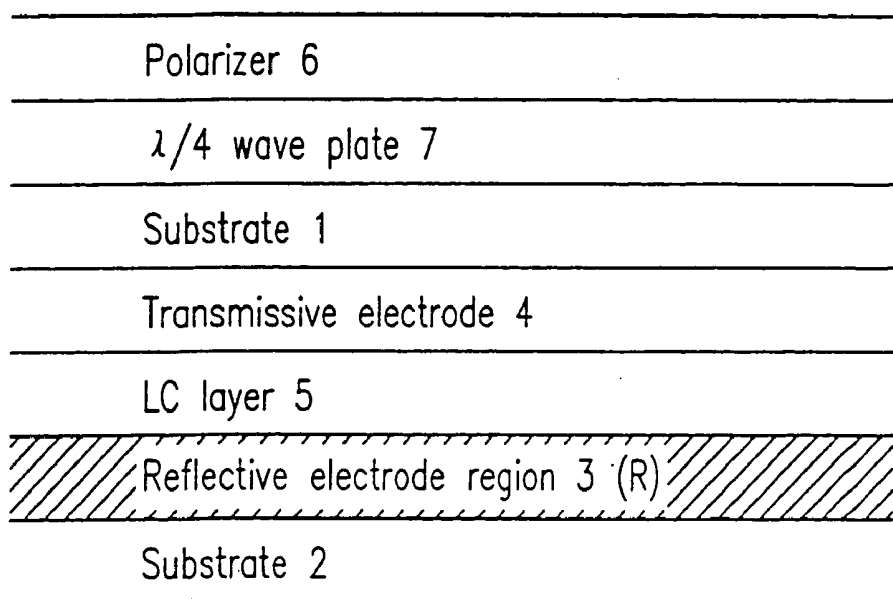 Polarizer 6
λ/4 wave plate 7
Substrate 1
Transmissive electrode 4
LC layer 5
Reflective electrode region 3 (R)
Substrate 2